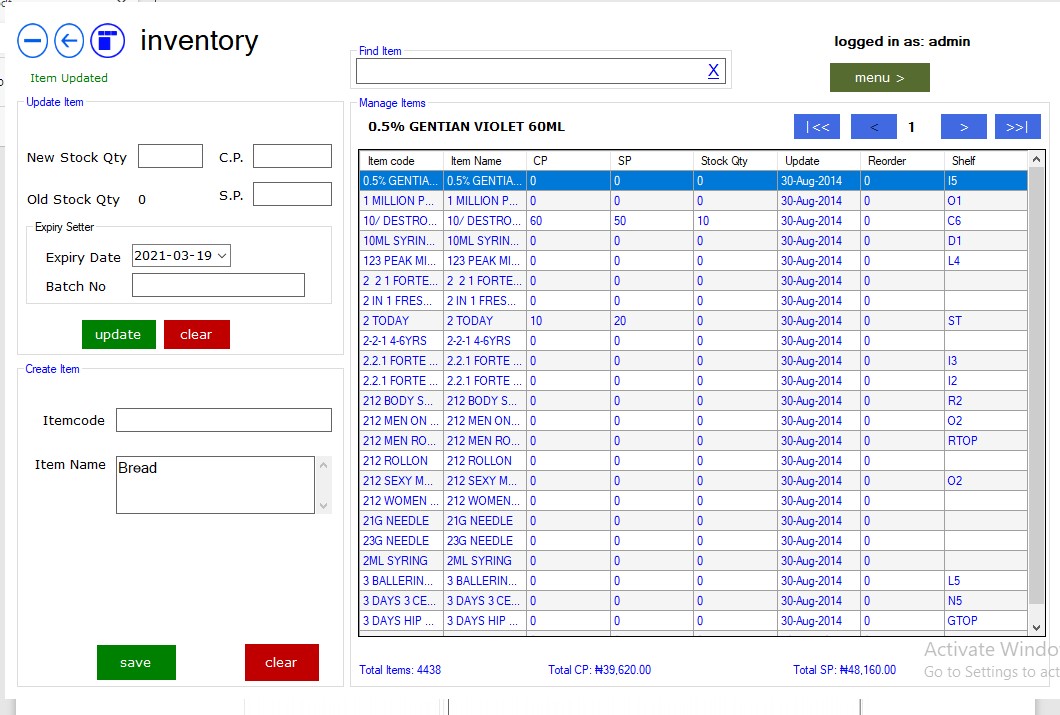 inventory
logged in as: admin
Item Updated
Find Item
X
menu >
Update Item
New Stock Qty
C.P.
Old Stock Qty 0
S.P.
Expiry Setter
Expiry Date 2021-03-19
Batch No
update clear
Create Item
Itemcode
Item Name Bread
save clear
Manage Items
0.5% GENTIAN VIOLET 60ML
|<< < 1 > >>|
Item code Item Name CP SP Stock Qty Update Reorder Shelf
0.5% GENTIA... 0.5% GENTIA... 0 0 0 30-Aug-2014 0 I5
1 MILLION P... 1 MILLION P... 0 0 0 30-Aug-2014 0 O1
10/ DESTRO... 10/ DESTRO... 60 50 10 30-Aug-2014 0 C6
10ML SYRIN... 10ML SYRIN... 0 0 0 30-Aug-2014 0 D1
123 PEAK MI... 123 PEAK MI... 0 0 0 30-Aug-2014 0 L4
2 2 1 FORTE... 2 2 1 FORTE... 0 0 0 30-Aug-2014 0
2 IN 1 FRES... 2 IN 1 FRES... 0 0 0 30-Aug-2014 0
2 TODAY 2 TODAY 10 20 0 30-Aug-2014 0 ST
2-2-1 4-6YRS 2-2-1 4-6YRS 0 0 0 30-Aug-2014 0
2.2.1 FORTE ... 2.2.1 FORTE ... 0 0 0 30-Aug-2014 0 I3
2.2.1 FORTE ... 2.2.1 FORTE ... 0 0 0 30-Aug-2014 0 I2
212 BODY S... 212 BODY S... 0 0 0 30-Aug-2014 0 R2
212 MEN ON ... 212 MEN ON... 0 0 0 30-Aug-2014 0 O2
212 MEN RO... 212 MEN RO... 0 0 0 30-Aug-2014 0 RTOP
212 ROLLON 212 ROLLON 0 0 0 30-Aug-2014 0
212 SEXY M... 212 SEXY M... 0 0 0 30-Aug-2014 0 O2
212 WOMEN ... 212 WOMEN... 0 0 0 30-Aug-2014 0
21G NEEDLE 21G NEEDLE 0 0 0 30-Aug-2014 0
23G NEEDLE 23G NEEDLE 0 0 0 30-Aug-2014 0
2ML SYRING 2ML SYRING 0 0 0 30-Aug-2014 0
3 BALLERIN... 3 BALLERIN... 0 0 0 30-Aug-2014 0 L5
3 DAYS 3 CE... 3 DAYS 3 CE... 0 0 0 30-Aug-2014 0 N5
3 DAYS HIP ... 3 DAYS HIP ... 0 0 0 30-Aug-2014 0 GTOP
Total Items: 4438 Total CP: ₦39,620.00 Total SP: ₦48,160.00
Activate Windo
Go to Settings to act